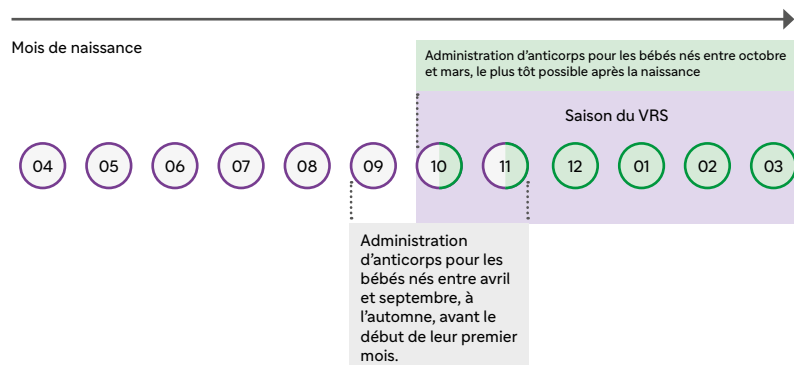 Mois de naissance
Administration d’anticorps pour les bébés nés entre octobre
et mars, le plus tôt possible après la naissance
Saison du VRS
04 05 06 07 08 09 10 11 12 01 02 03
Administration
d’anticorps pour les
bébés nés entre avril
et septembre, à
l’automne, avant le
début de leur premier
mois.